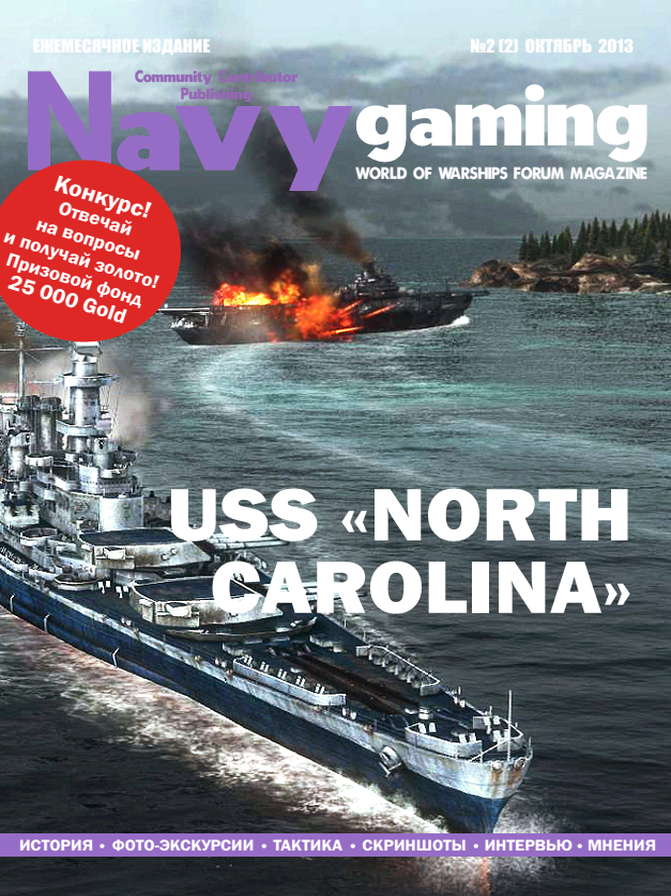 ЕЖЕМЕСЯЧНОЕ ИЗДАНИЕ
№2 (2) ОКТЯБРЬ 2013
Community Contributor
Publishing
Navy gaming
WORLD OF WARSHIPS FORUM MAGAZINE
Конкурс!
Отвечай
на вопросы
и получай золото!
Призовой фонд
25 000 Gold
USS «NORTH
CAROLINA»
ИСТОРИЯ • ФОТО-ЭКСКУРСИИ • ТАКТИКА • СКРИНШОТЫ • ИНТЕРВЬЮ • МНЕНИЯ